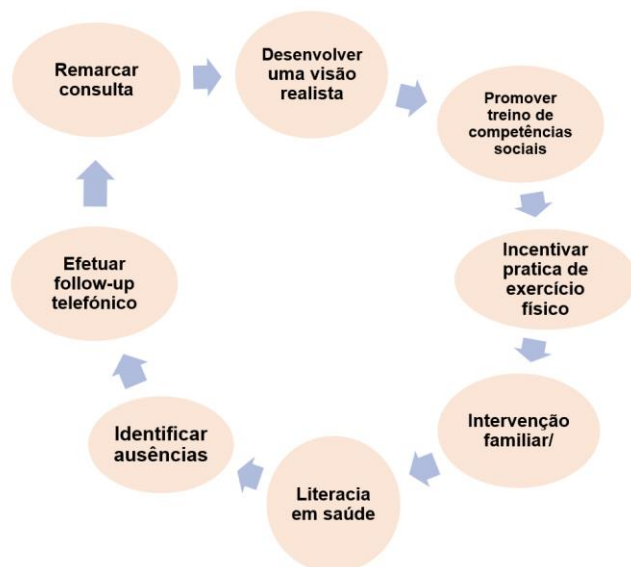 Remarcar
consulta
Desenvolver
uma visão
realista
Promover
treino de
competências
sociais
Incentivar
pratica de
exercício
físico
Intervenção
familiar/
Literacia
em saúde
Identificar
ausências
Efetuar
follow-up
telefónico